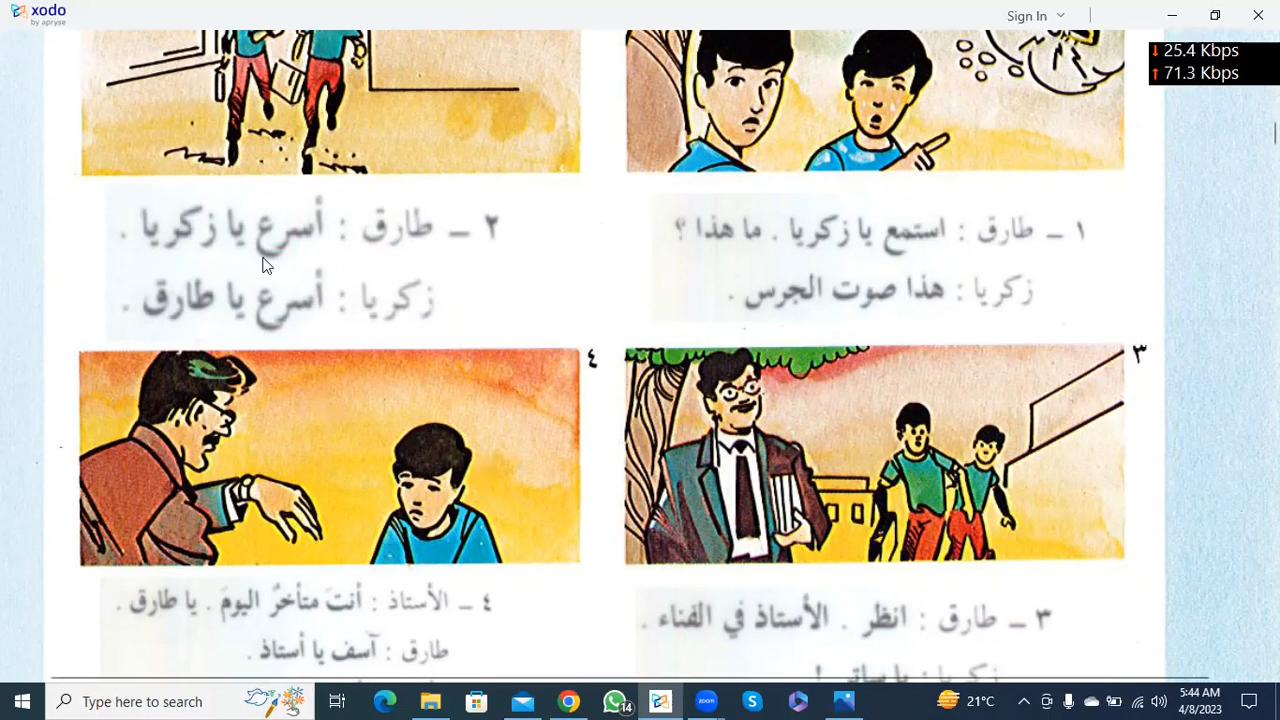 xodo
by apryse
Sign In
25.4 Kbps
71.3 Kbps
١ ـ طارق : استمع يا زكريا . ما هذا ؟
زكريا : هذا صوت الجرس .
٢ ـ طارق : أسرع يا زكريا .
زكريا : أسرع يا طارق .
٣
٣ ـ طارق : انظر . الأستاذ في الفناء .
زكريا : يا ساتر !
٤
٤ ـ الأستاذ : أنتَ متأخرٌ اليومَ . يا طارق .
طارق : آسف يا أستاذ .
Type here to search
14
21°C
5:44 AM
4/8/2023